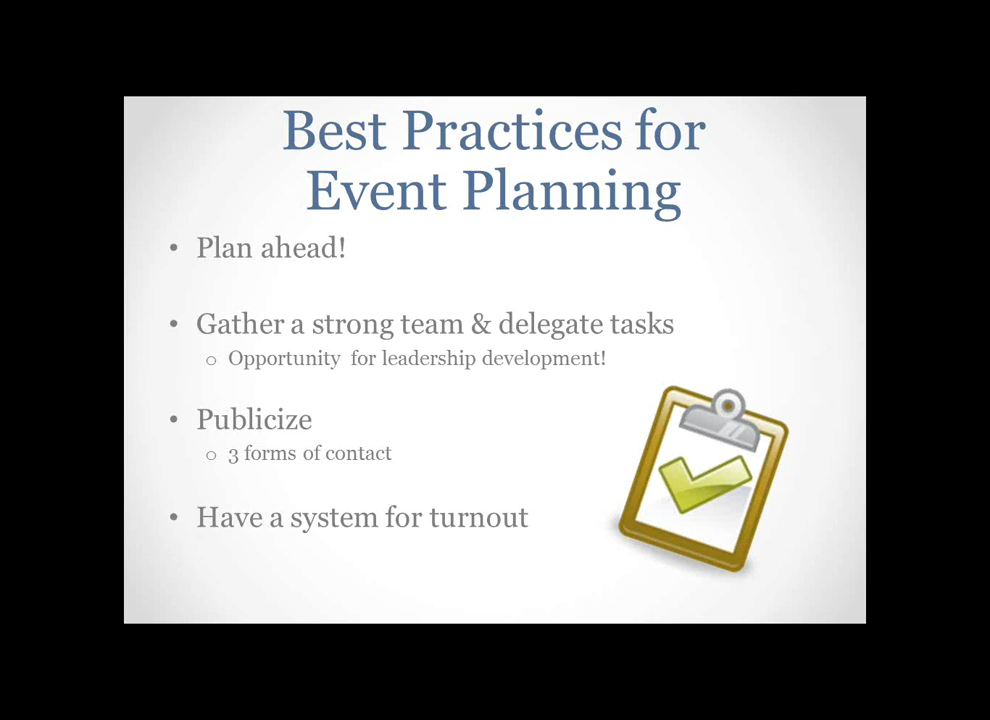 Best Practices for
Event Planning
• Plan ahead!
• Gather a strong team & delegate tasks
o Opportunity for leadership development!
• Publicize
o 3 forms of contact
• Have a system for turnout